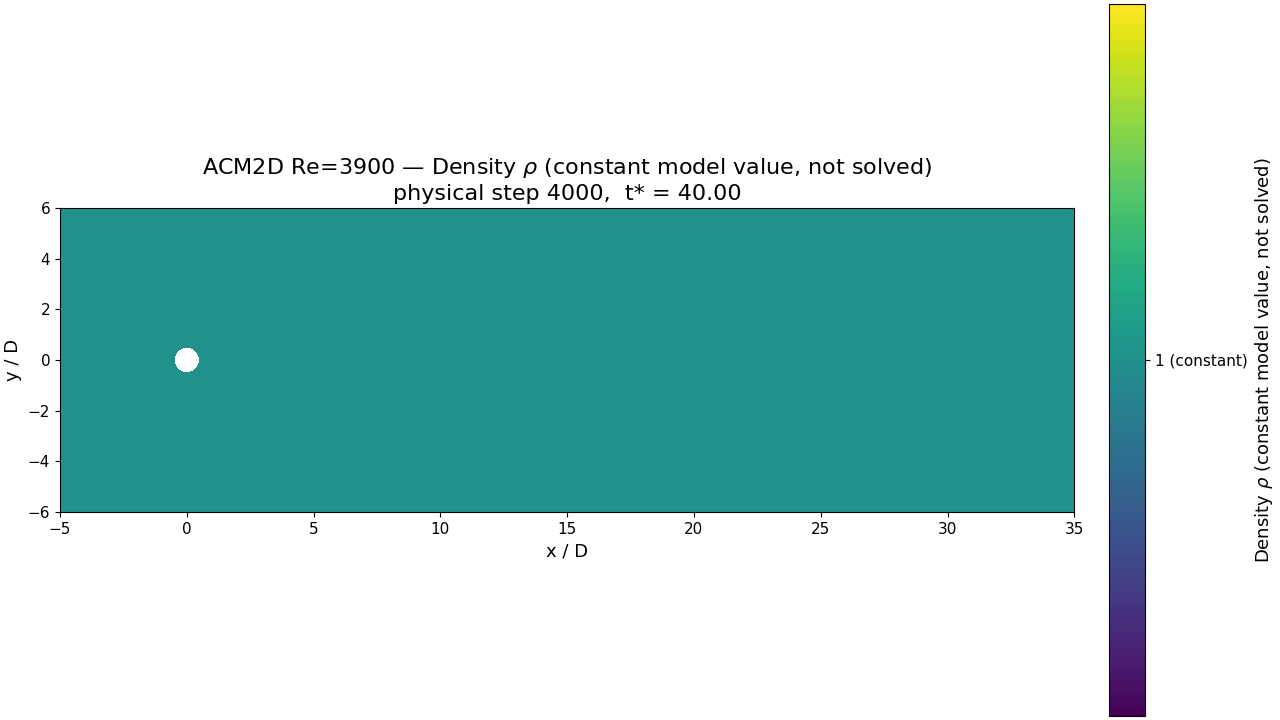 ACM2D Re=3900 — Density ρ (constant model value, not solved)
physical step 4000,  t* = 40.00
6
4
2
0
−2
−4
−6
y / D
−5
0
5
10
15
20
25
30
35
x / D
1 (constant)
Density ρ (constant model value, not solved)